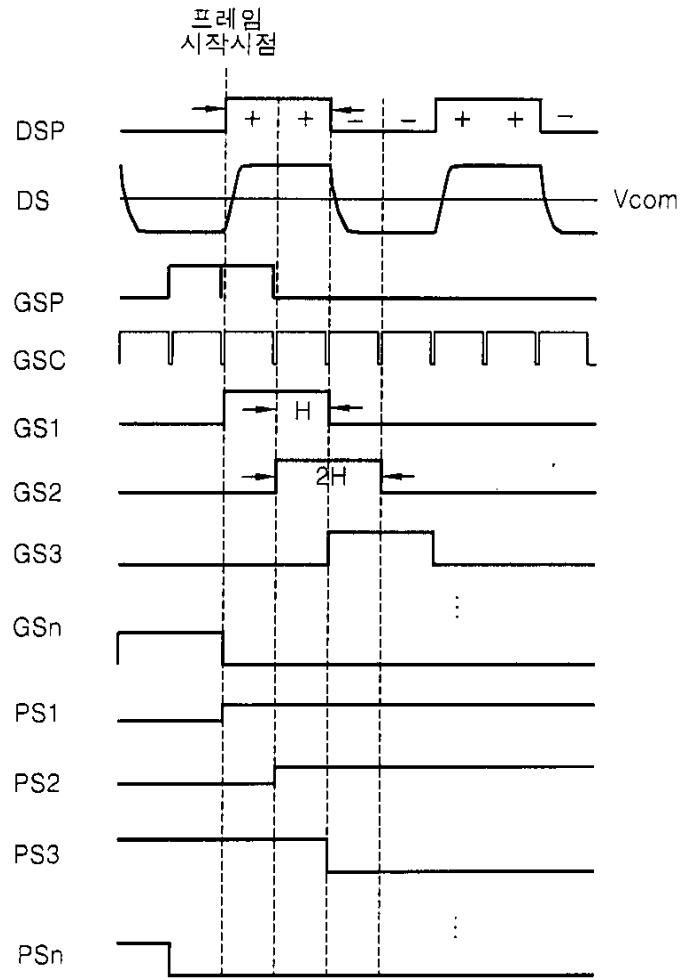 프레임
시작시점
DSP + + − − + + −
DS Vcom
GSP
GSC
GS1 H
GS2 2H
GS3
GSn
PS1
PS2
PS3
PSn